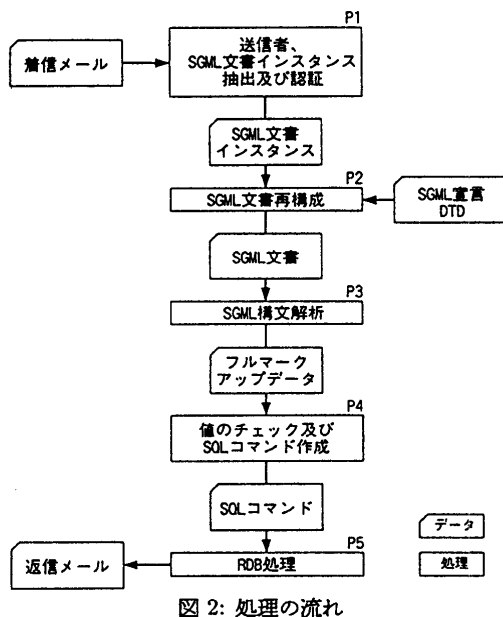 P1
着信メール
送信者、
SGML文書インスタンス
抽出及び認証
SGML文書
インスタンス
P2
SGML文書再構成
SGML宣言
DTD
SGML文書
P3
SGML構文解析
フルマーク
アップデータ
P4
値のチェック及び
SQLコマンド作成
SQLコマンド
データ
P5
返信メール
RDB処理
処理
図 2: 処理の流れ